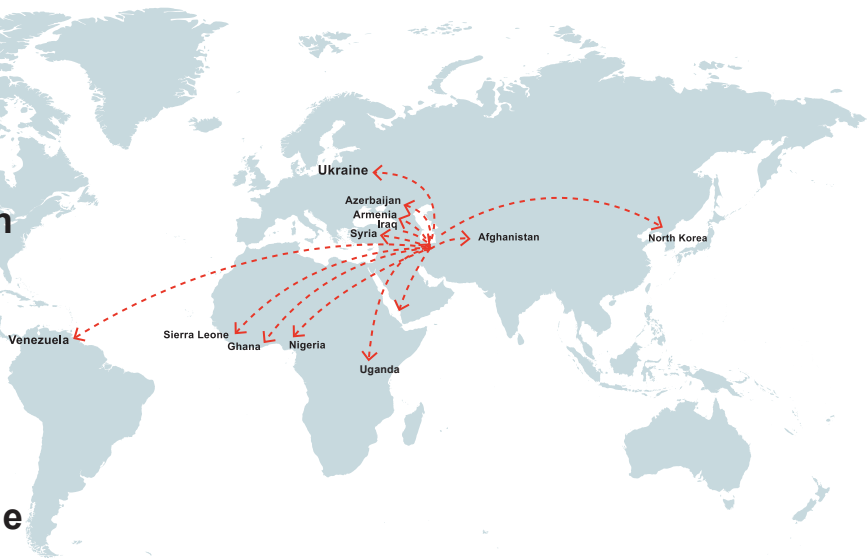 Ukraine
Azerbaijan
n
Armenia
Iraq
Syria
Afghanistan
North Korea
Sierra Leone
Venezuela
Ghana
Nigeria
Uganda
e